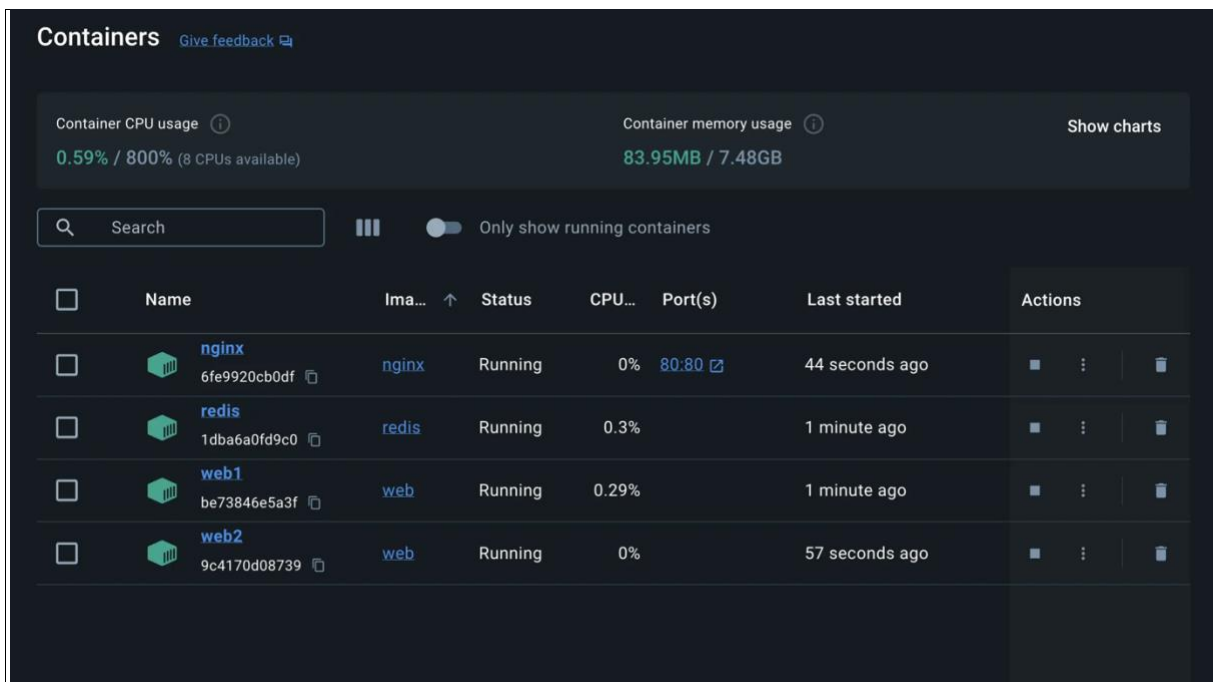 Containers Give feedback
Container CPU usage Container memory usage Show charts
0.59% / 800% (8 CPUs available) 83.95MB / 7.48GB
Search Only show running containers
Name Ima... ↑ Status CPU... Port(s) Last started Actions
nginx
6fe9920cb0df nginx Running 0% 80:80 44 seconds ago
redis
1dba6a0fd9c0 redis Running 0.3% 1 minute ago
web1
be73846e5a3f web Running 0.29% 1 minute ago
web2
9c4170d08739 web Running 0% 57 seconds ago